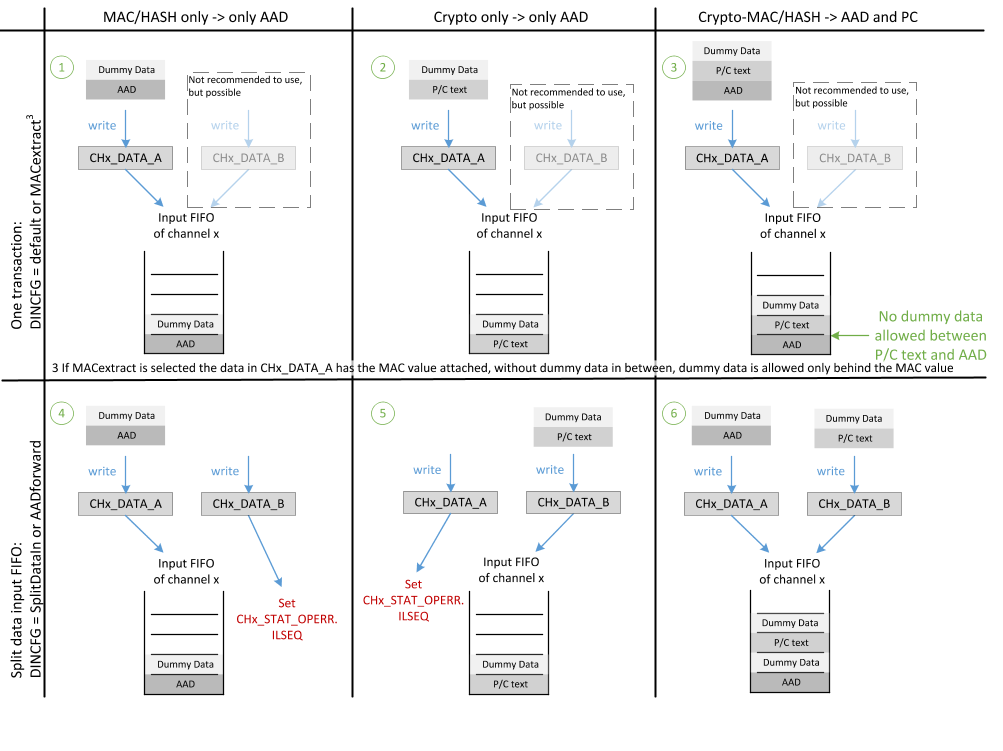 MAC/HASH only -> only AAD
Crypto only -> only AAD
Crypto-MAC/HASH -> AAD and PC
One transaction:
DINCFG = default or MACextract3
1
Dummy Data
AAD
Not recommended to use,
but possible
write
write
CHx_DATA_A
CHx_DATA_B
Input FIFO
of channel x
Dummy Data
AAD
2
Dummy Data
P/C text
Not recommended to use,
but possible
write
write
CHx_DATA_A
CHx_DATA_B
Input FIFO
of channel x
Dummy Data
P/C text
3
Dummy Data
P/C text
AAD
Not recommended to use,
but possible
write
write
CHx_DATA_A
CHx_DATA_B
Input FIFO
of channel x
Dummy Data
P/C text
AAD
No dummy data
allowed between
P/C text and AAD
3 If MACextract is selected the data in CHx_DATA_A has the MAC value attached, without dummy data in between, dummy data is allowed only behind the MAC value
Split data input FIFO:
DINCFG = SplitDataIn or AADforward
4
Dummy Data
AAD
write
write
CHx_DATA_A
CHx_DATA_B
Input FIFO
of channel x
Set
CHx_STAT_OPERR.
ILSEQ
Dummy Data
AAD
5
Dummy Data
P/C text
write
write
CHx_DATA_A
CHx_DATA_B
Input FIFO
of channel x
Set
CHx_STAT_OPERR.
ILSEQ
Dummy Data
P/C text
6
Dummy Data
AAD
Dummy Data
P/C text
write
write
CHx_DATA_A
CHx_DATA_B
Input FIFO
of channel x
Dummy Data
P/C text
Dummy Data
AAD